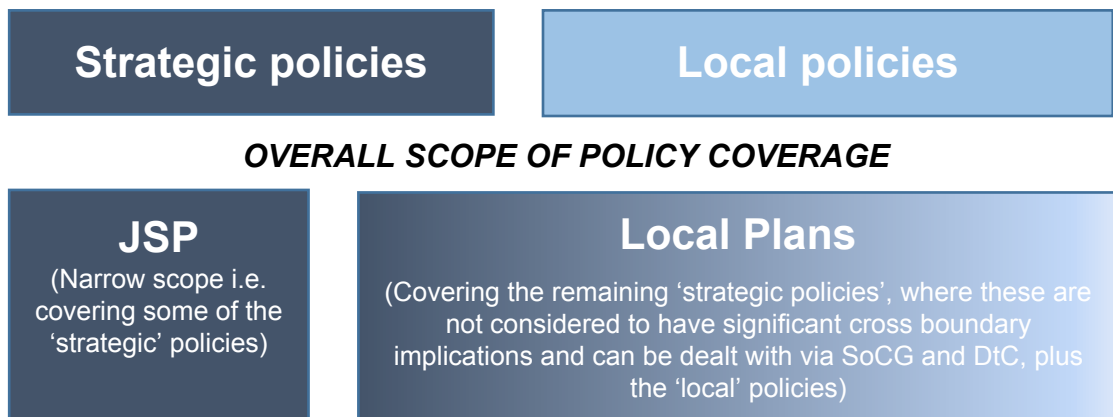 Strategic policies
Local policies
OVERALL SCOPE OF POLICY COVERAGE
JSP
(Narrow scope i.e.
covering some of the
‘strategic’ policies)
Local Plans
(Covering the remaining ‘strategic policies’, where these are
not considered to have significant cross boundary
implications and can be dealt with via SoCG and DtC, plus
the ‘local’ policies)